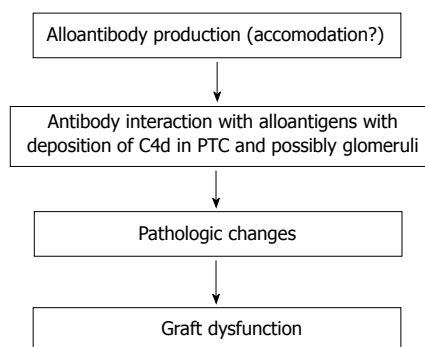 Alloantibody production (accomodation?)
Antibody interaction with alloantigens with
deposition of C4d in PTC and possibly glomeruli
Pathologic changes
Graft dysfunction